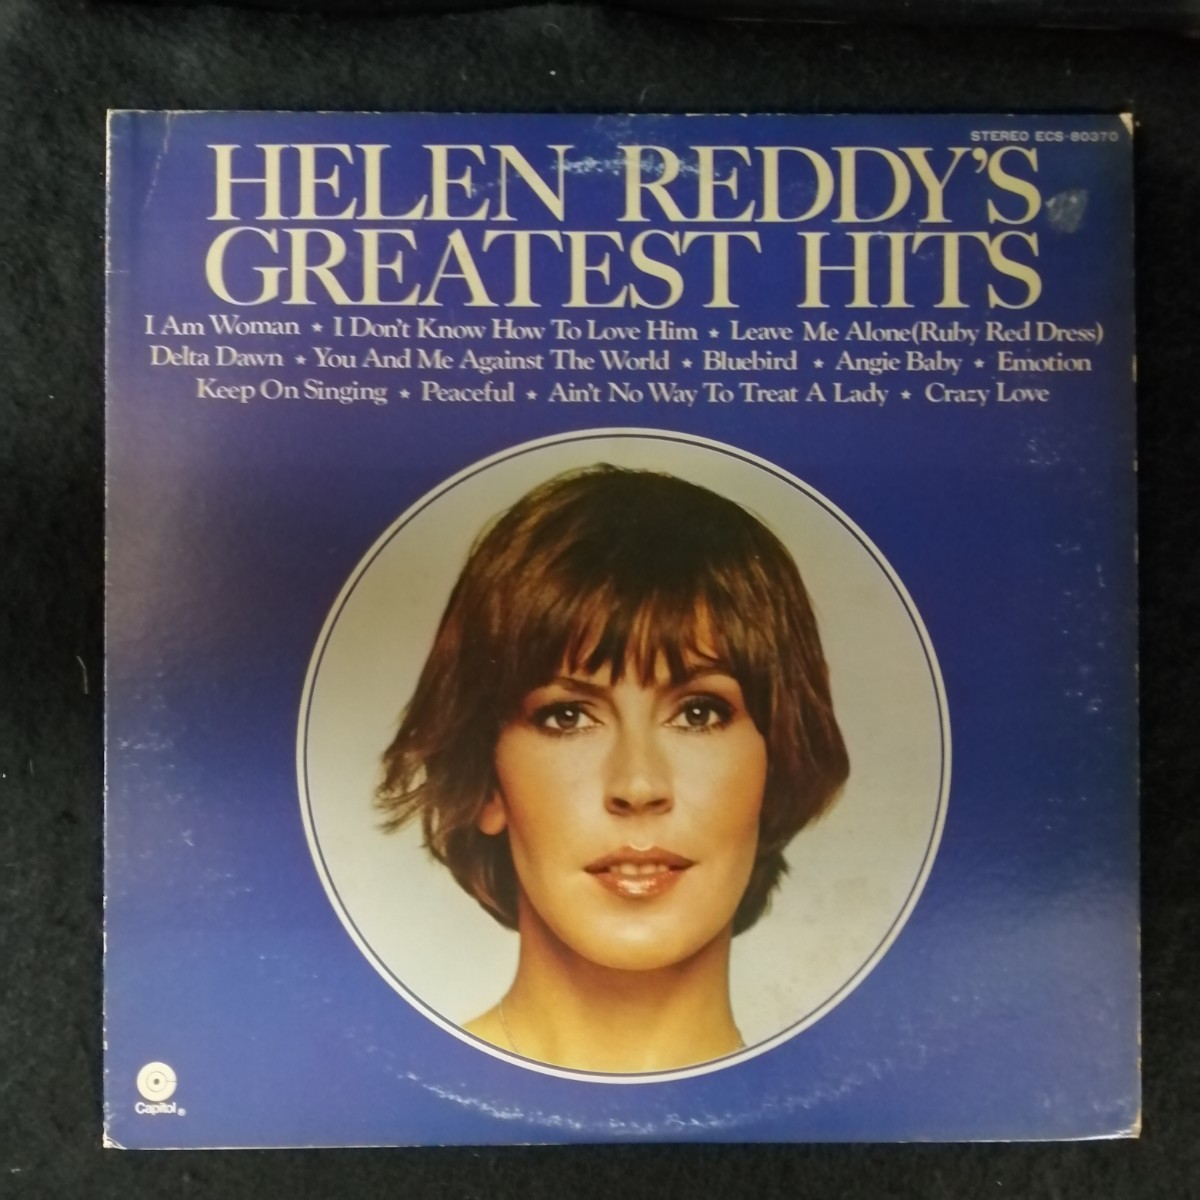 STEREO ECS-80370
HELEN REDDY'S
GREATEST HITS
I Am Woman ★ I Don't Know How To Love Him ★ Leave Me Alone(Ruby Red Dress)
Delta Dawn ★ You And Me Against The World ★ Bluebird ★ Angie Baby ★ Emotion
Keep On Singing ★ Peaceful ★ Ain't No Way To Treat A Lady ★ Crazy Love
Capitol®